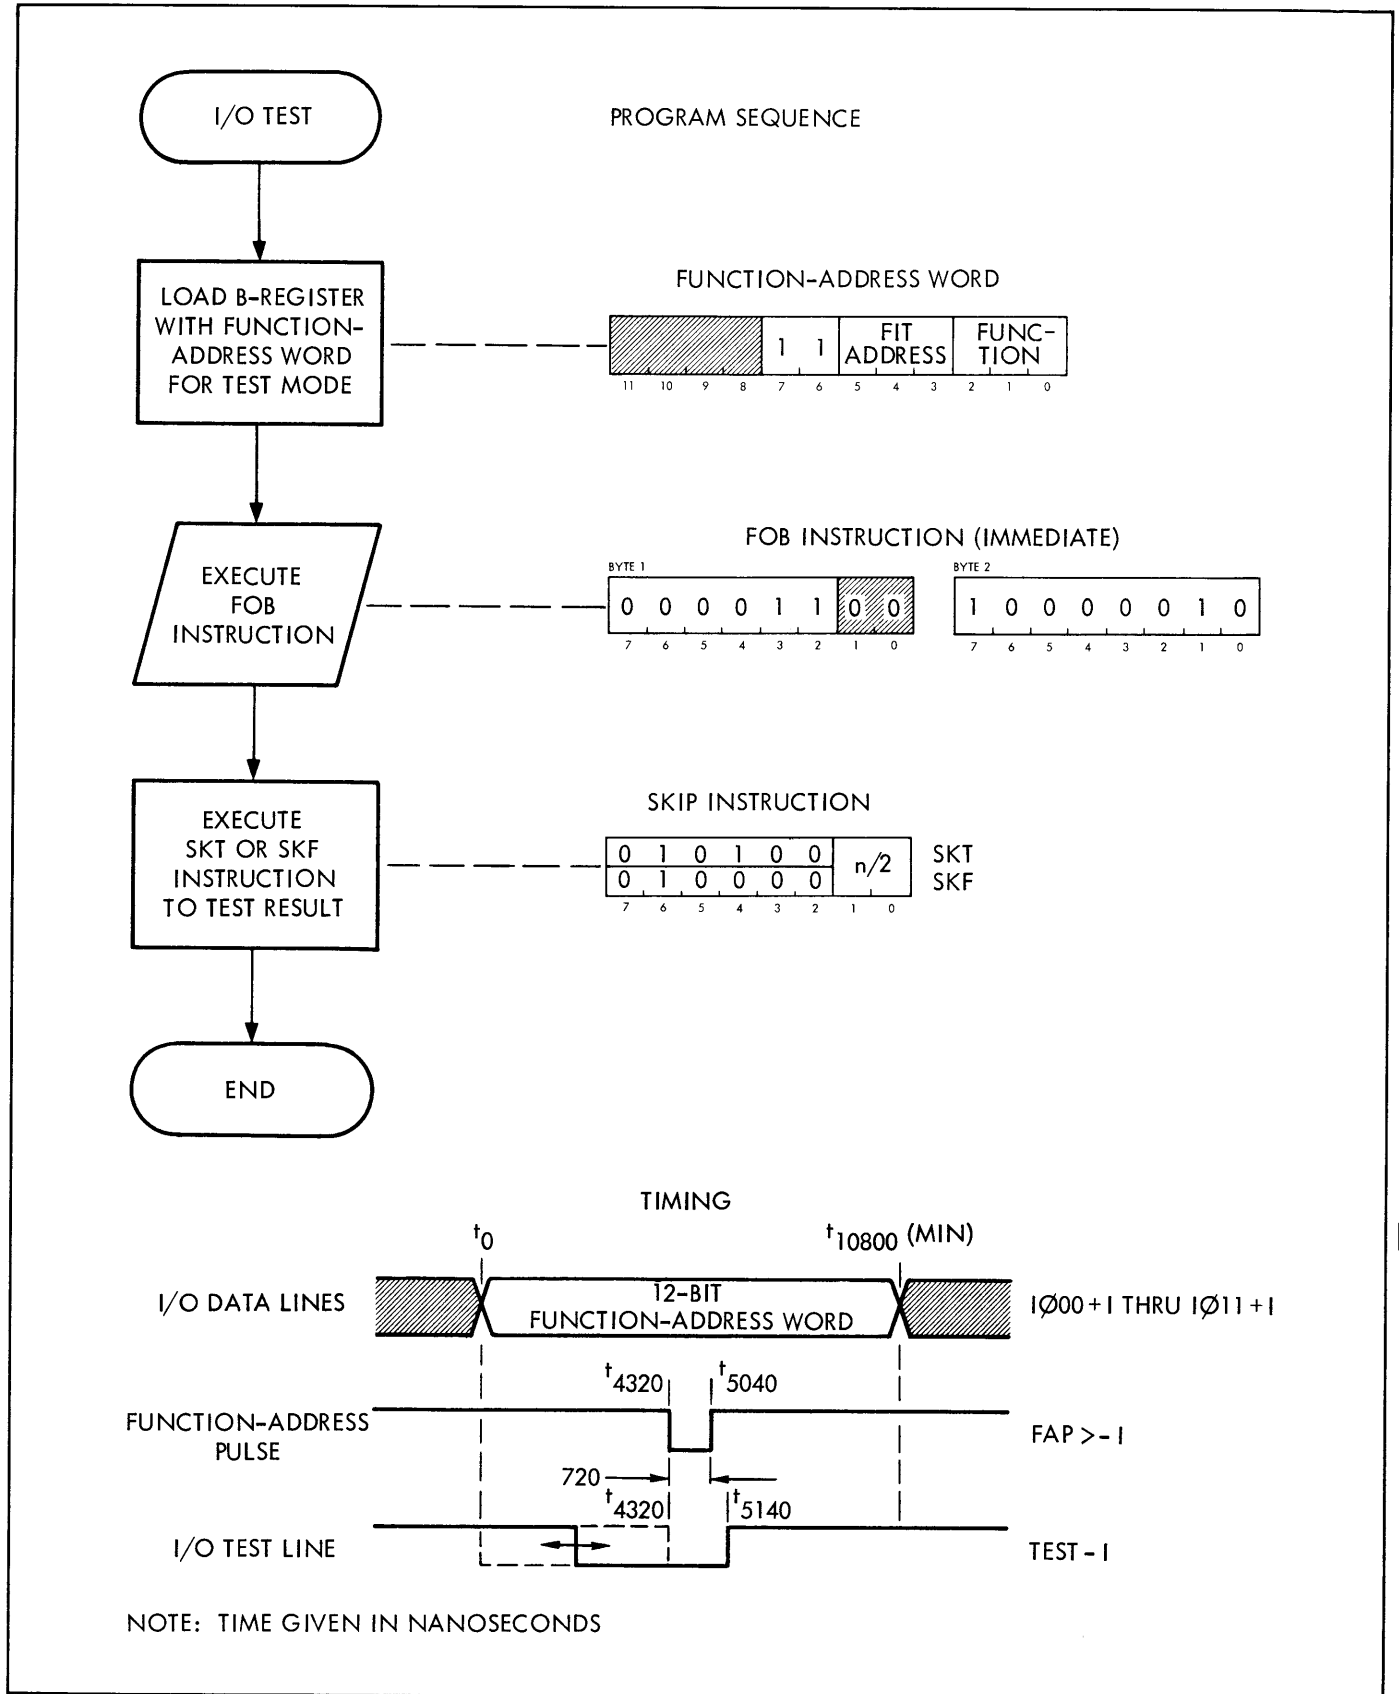 I/O TEST
PROGRAM SEQUENCE
LOAD B-REGISTER
WITH FUNCTION-
ADDRESS WORD
FOR TEST MODE
FUNCTION-ADDRESS WORD
1 1
FIT
ADDRESS
FUNC-
TION
11 10 9 8 7 6 5 4 3 2 1 0
EXECUTE
FOB
INSTRUCTION
FOB INSTRUCTION (IMMEDIATE)
BYTE 1
0 0 0 0 1 1 0 0
7 6 5 4 3 2 1 0
BYTE 2
1 0 0 0 0 0 1 0
7 6 5 4 3 2 1 0
EXECUTE
SKT OR SKF
INSTRUCTION
TO TEST RESULT
SKIP INSTRUCTION
0 1 0 1 0 0 n/2 SKT
0 1 0 0 0 0 SKF
7 6 5 4 3 2 1 0
END
TIMING
t0 t10800 (MIN)
I/O DATA LINES
12-BIT
FUNCTION-ADDRESS WORD
IØ00+I THRU IØ11+I
t4320 t5040
FUNCTION-ADDRESS
PULSE
FAP>-I
720
t4320 t5140
I/O TEST LINE
TEST-I
NOTE: TIME GIVEN IN NANOSECONDS